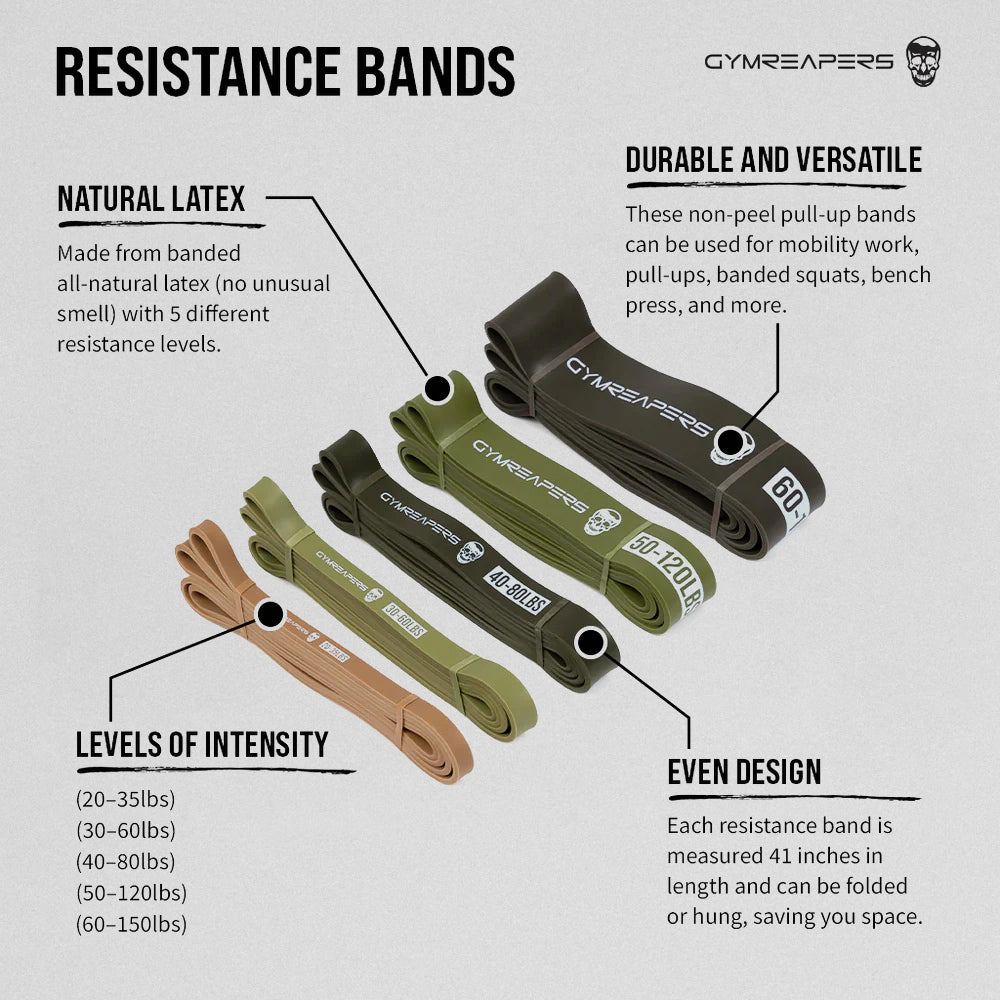 RESISTANCE BANDS
GYMREAPERS
NATURAL LATEX
Made from banded
all-natural latex (no unusual
smell) with 5 different
resistance levels.
DURABLE AND VERSATILE
These non-peel pull-up bands
can be used for mobility work,
pull-ups, banded squats, bench
press, and more.
GYMREAPERS
60-
GYMREAPERS
50-120LBS
GYMREAPERS
40-80LBS
GYMREAPERS
30-60LBS
LEVELS OF INTENSITY
(20–35lbs)
(30–60lbs)
(40–80lbs)
(50–120lbs)
(60–150lbs)
EVEN DESIGN
Each resistance band is
measured 41 inches in
length and can be folded
or hung, saving you space.